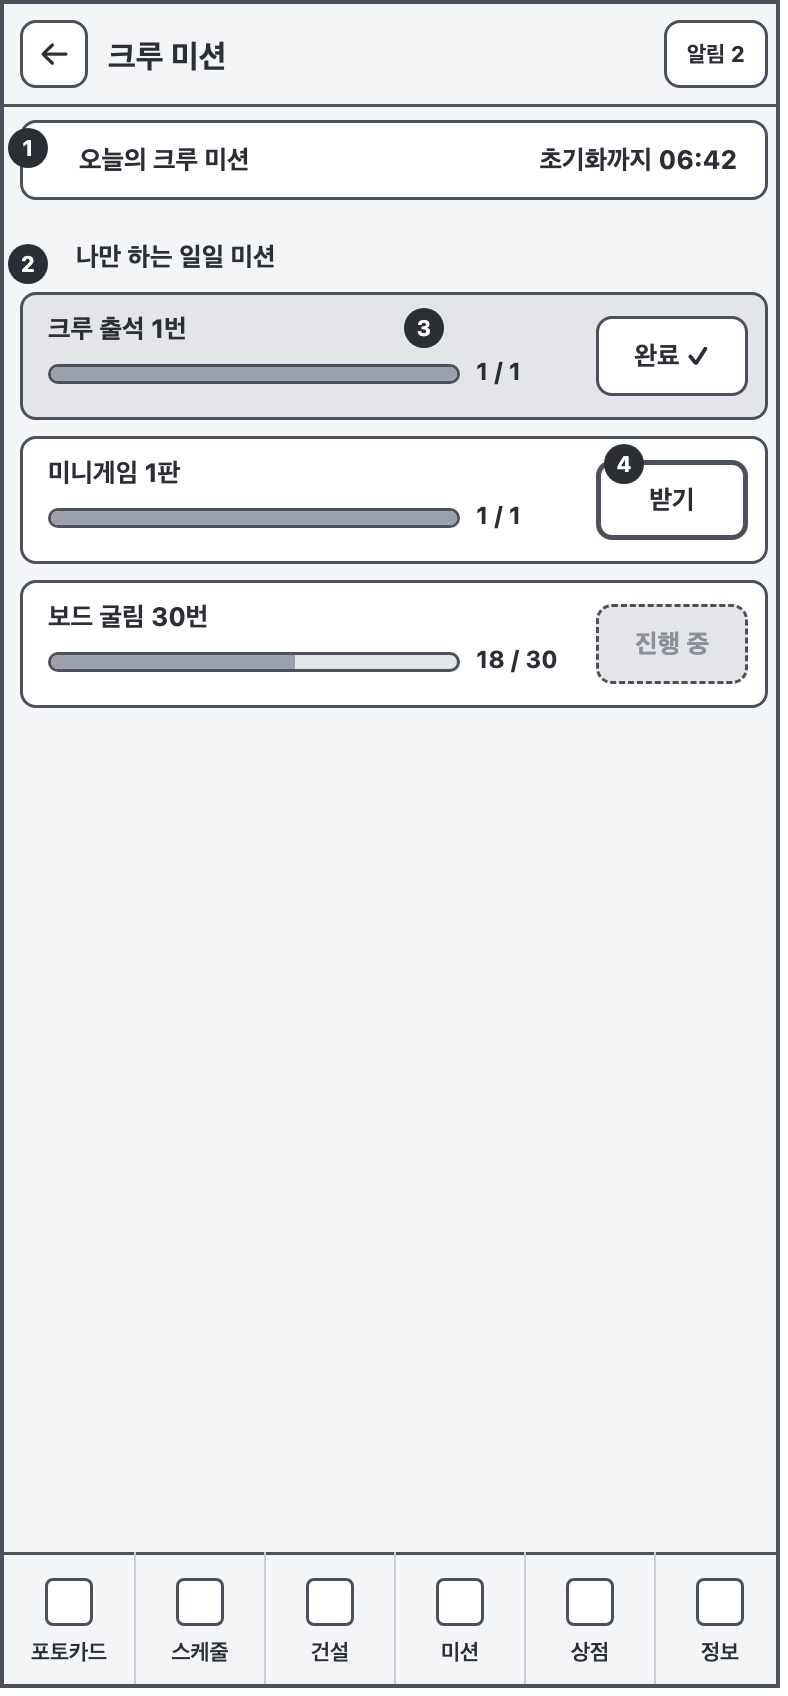 크루 미션
알림 2
1
오늘의 크루 미션
초기화까지 06:42
2
나만 하는 일일 미션
크루 출석 1번
3
1 / 1
완료 ✓
미니게임 1판
1 / 1
4
받기
보드 굴림 30번
18 / 30
진행 중
포토카드
스케줄
건설
미션
상점
정보